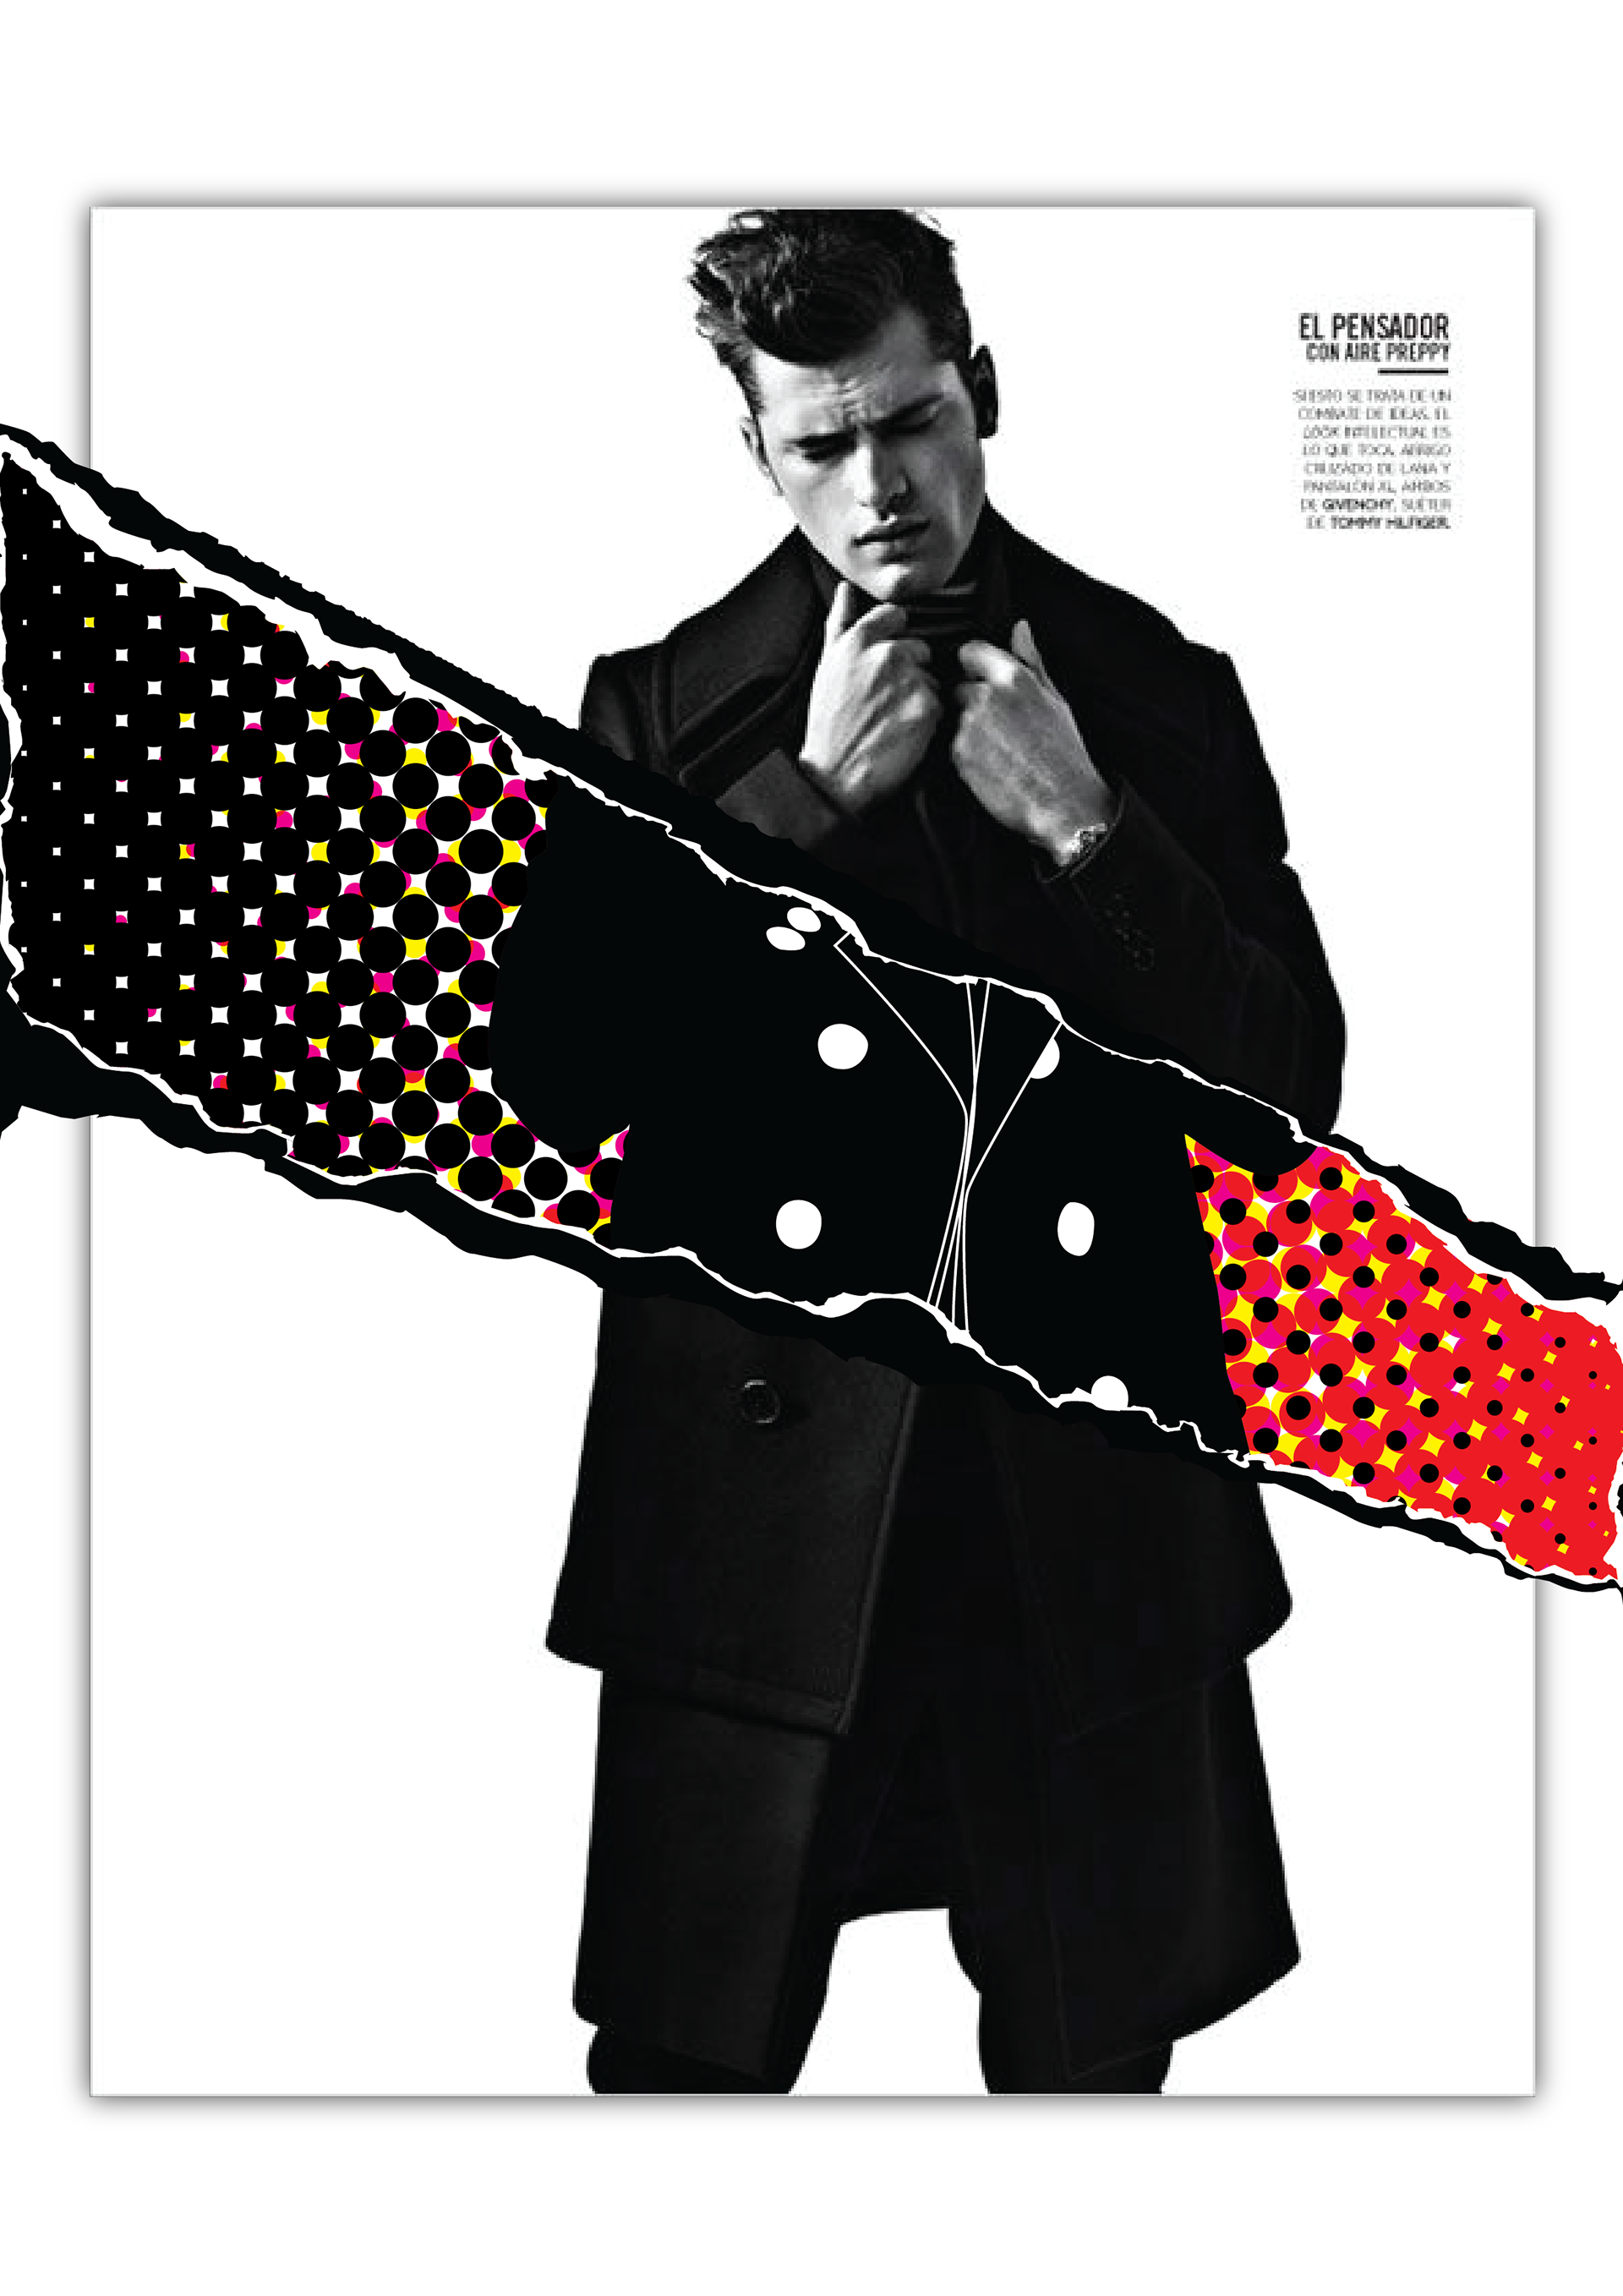 EL PENSADOR
CON AIRE PREPPY
SI ESTO SE TRATA DE UN
COMBATE DE IDEAS, EL
LOOK INTELECTUAL ES
LO QUE TOCA. ABRIGO
CRUZADO DE LANA Y
PANTALÓN XL, AMBOS
DE GIVENCHY. SUÉTER
DE TOMMY HILFIGER.